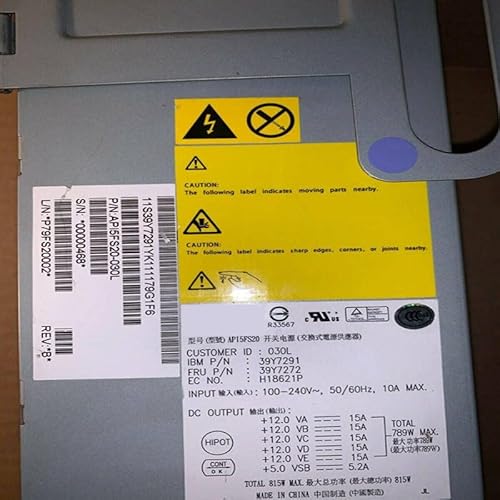 CAUTION:
The following label indicates moving parts nearby.
CAUTION:
The following label indicates sharp edges, corners, or joints nearby.
11S39Y7291YK111179G1F6
P/N:API5FS20-030L
S/N: *00000468*
L/N:*P79FS20002*
REV:*B*
R33567
c UL US
型号(型號) API5FS20 开关电源 (交換式電源供應器)
CUSTOMER ID : 030L
IBM P/N : 39Y7291
FRU P/N : 39Y7272
EC NO. : H18621P
INPUT 输入(輸入): 100-240V~, 50/60Hz, 10A MAX.
DC OUTPUT 输出(輸出):
+12.0 VA 15A
+12.0 VB 15A
+12.0 VC 15A
+12.0 VD 15A
+12.0 VE 15A
+5.0 VSB 5.2A
TOTAL
789W MAX.
最大功率789W
(最大功率789W)
HIPOT
CONT
OK
TOTAL 815W MAX. 最大总功率 (最大總功率) 815W
MADE IN CHINA 中国制造 (中國製造)
JL